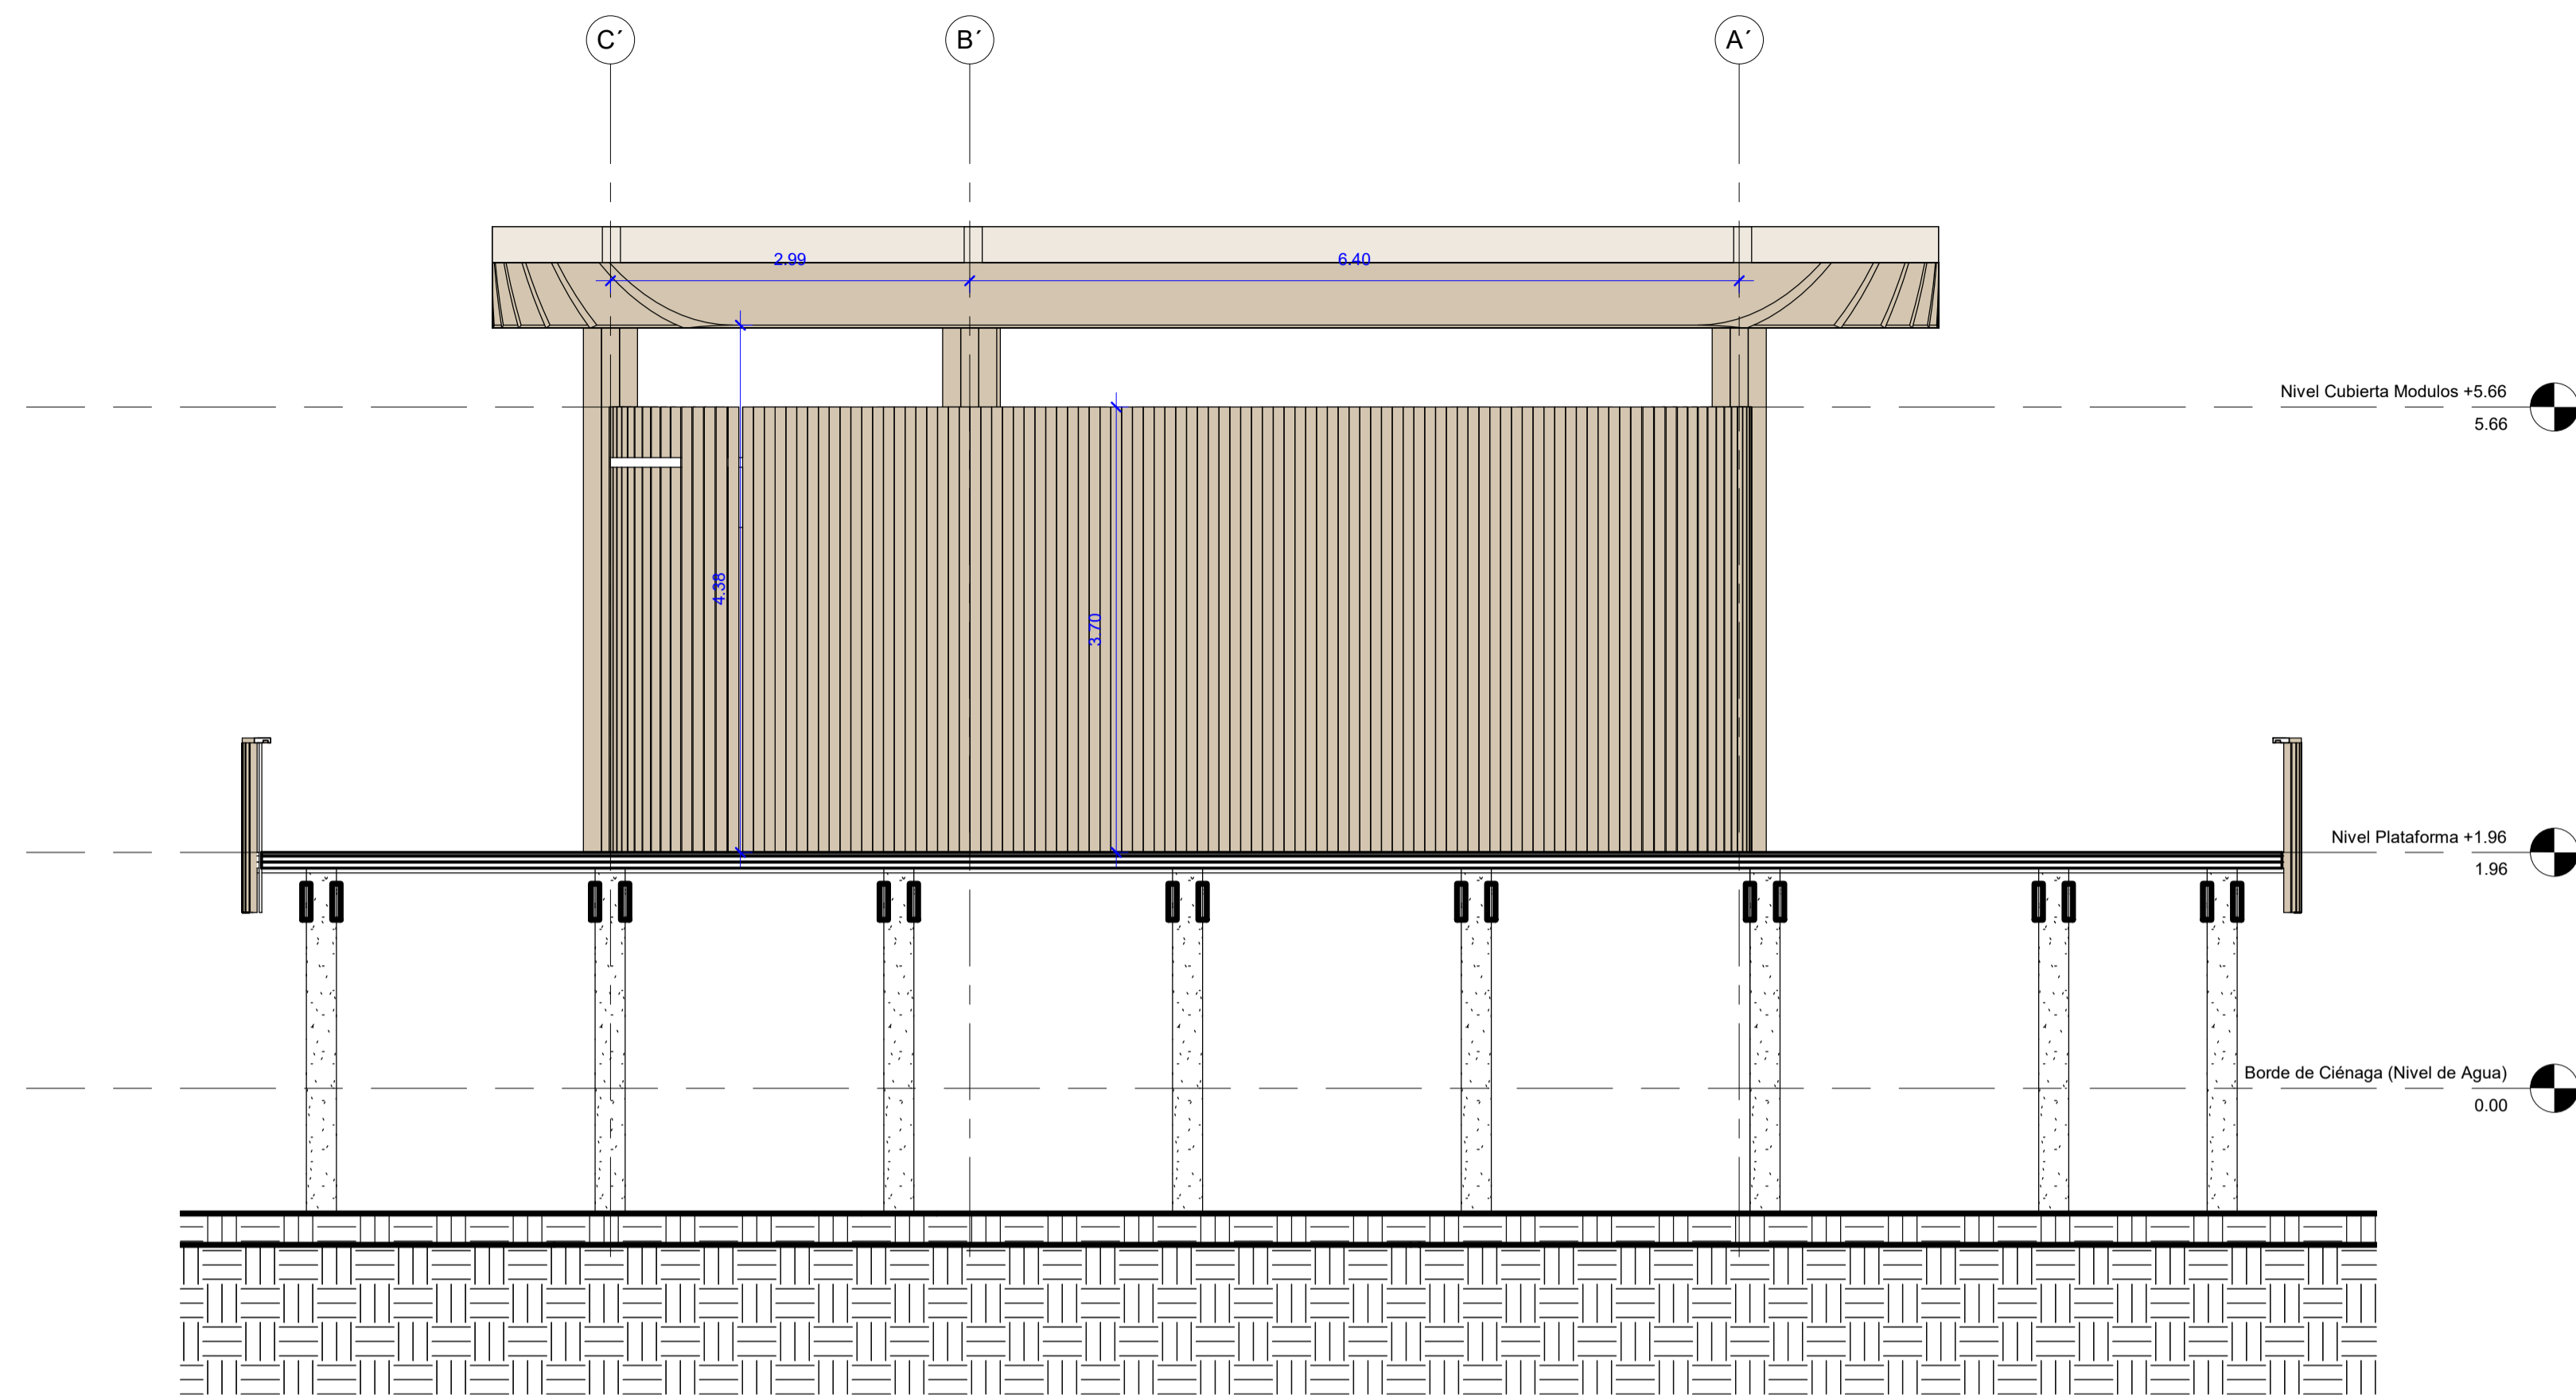 C´
B´
A´
2.99
6.40
Nivel Cubierta Modulos +5.66
5.66
4.38
3.70
Nivel Plataforma +1.96
1.96
Borde de Ciénaga (Nivel de Agua)
0.00